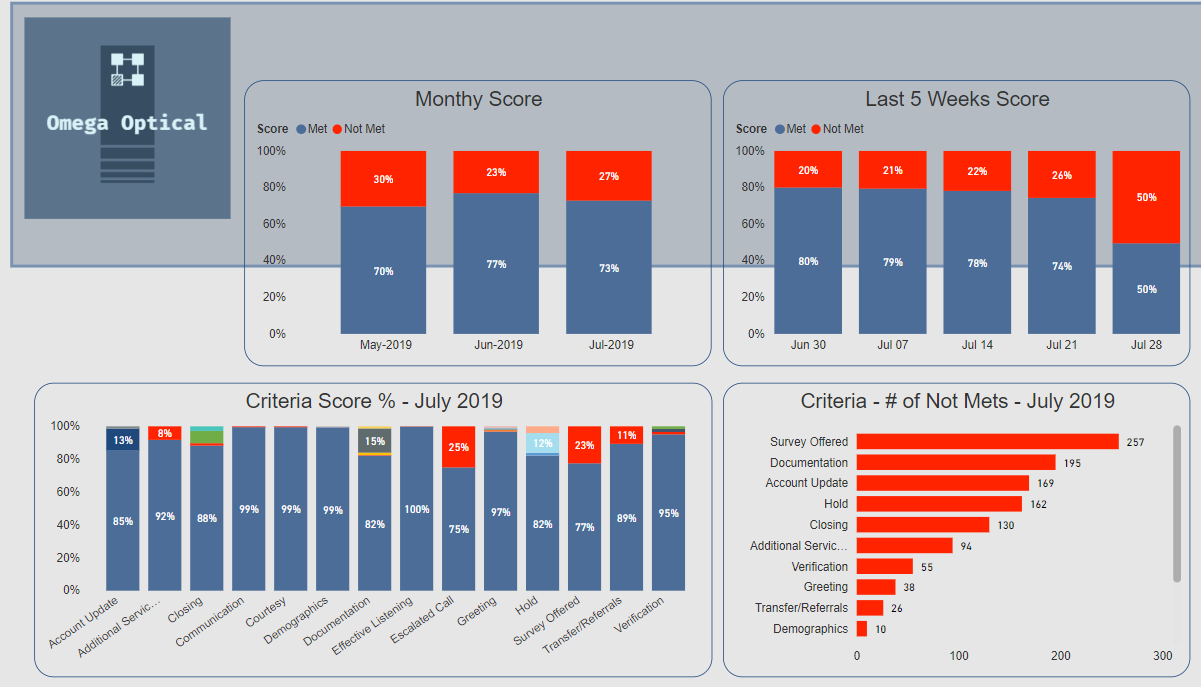 Omega Optical
Monthy Score
Score Met Not Met
100%
80%
60%
40%
20%
0%
30% 23% 27%
70% 77% 73%
May-2019 Jun-2019 Jul-2019
Last 5 Weeks Score
Score Met Not Met
100%
80%
60%
40%
20%
0%
20% 21% 22% 26% 50%
80% 79% 78% 74% 50%
Jun 30 Jul 07 Jul 14 Jul 21 Jul 28
Criteria Score % - July 2019
100%
80%
60%
40%
20%
0%
13% 8% 15% 25% 12% 23% 11%
85% 92% 88% 99% 99% 99% 82% 100% 75% 97% 82% 77% 89% 95%
Account Update
Additional Servic...
Closing
Communication
Courtesy
Demographics
Documentation
Effective Listening
Escalated Call
Greeting
Hold
Survey Offered
Transfer/Referrals
Verification
Criteria - # of Not Mets - July 2019
Survey Offered 257
Documentation 195
Account Update 169
Hold 162
Closing 130
Additional Servic... 94
Verification 55
Greeting 38
Transfer/Referrals 26
Demographics 10
0 100 200 300